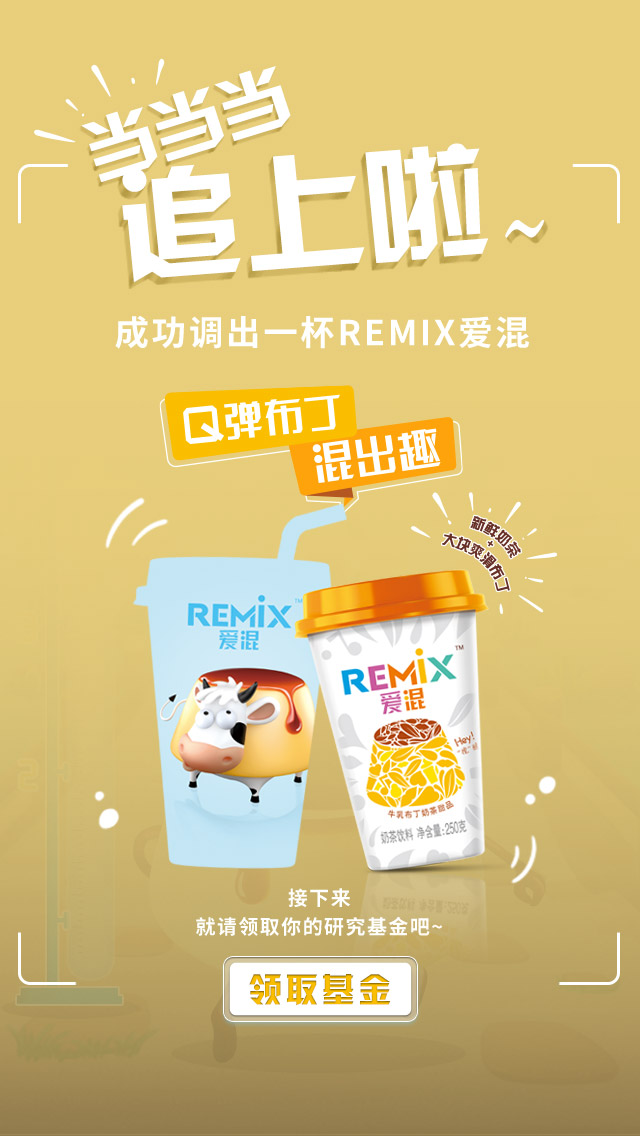 当当当
追上啦~
成功调出一杯REMIX爱混
Q弹布丁
混出趣
新鲜奶茶
+
大块爽滑布丁
REMIX™
爱混
REMIX™
爱混
Hey!
牛乳布丁奶茶甜品
奶茶饮料 净含量:250克
接下来
就请领取你的研究基金吧~
领取基金